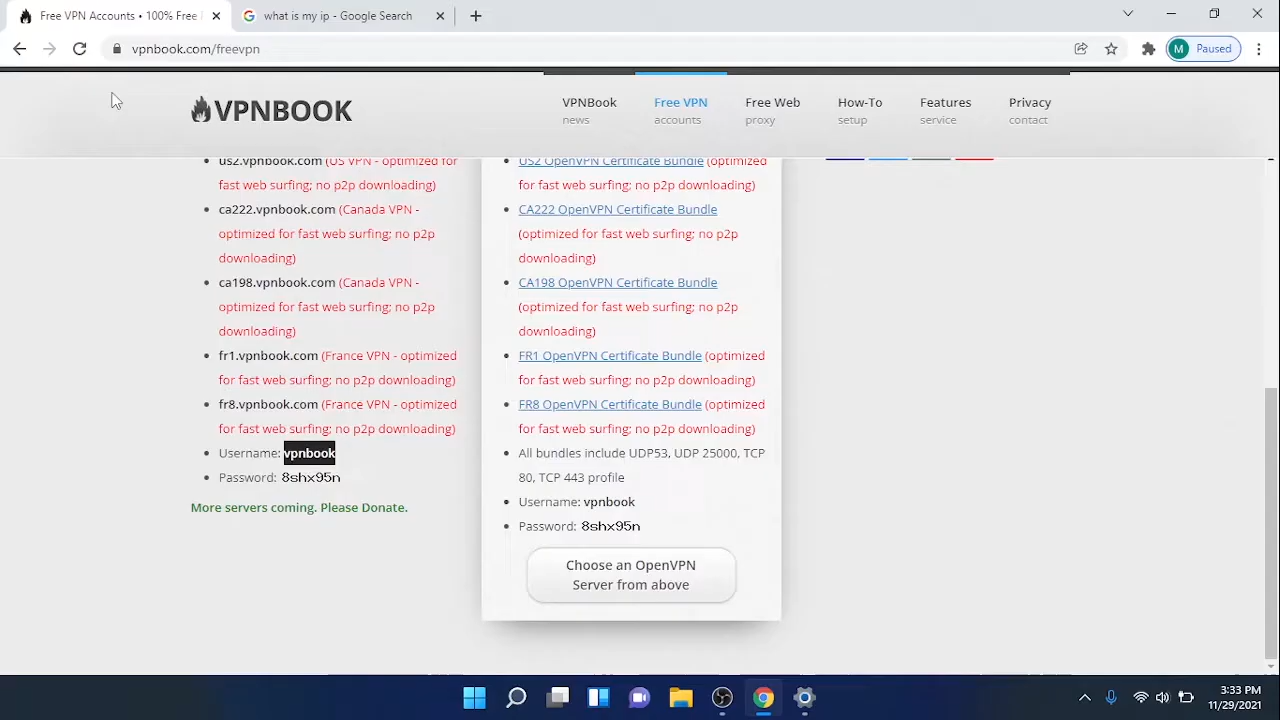 Free VPN Accounts • 100% Free
what is my ip - Google Search
vpnbook.com/freevpn
M
Paused
VPNBOOK
VPNBook
news
Free VPN
accounts
Free Web
proxy
How-To
setup
Features
service
Privacy
contact
us2.vpnbook.com (US VPN - optimized for
fast web surfing; no p2p downloading)
ca222.vpnbook.com (Canada VPN -
optimized for fast web surfing; no p2p
downloading)
ca198.vpnbook.com (Canada VPN -
optimized for fast web surfing; no p2p
downloading)
fr1.vpnbook.com (France VPN - optimized
for fast web surfing; no p2p downloading)
fr8.vpnbook.com (France VPN - optimized
for fast web surfing; no p2p downloading)
Username: vpnbook
Password: 8shx95n
More servers coming. Please Donate.
US2 OpenVPN Certificate Bundle (optimized
for fast web surfing; no p2p downloading)
CA222 OpenVPN Certificate Bundle
(optimized for fast web surfing; no p2p
downloading)
CA198 OpenVPN Certificate Bundle
(optimized for fast web surfing; no p2p
downloading)
FR1 OpenVPN Certificate Bundle (optimized
for fast web surfing; no p2p downloading)
FR8 OpenVPN Certificate Bundle (optimized
for fast web surfing; no p2p downloading)
All bundles include UDP53, UDP 25000, TCP
80, TCP 443 profile
Username: vpnbook
Password: 8shx95n
Choose an OpenVPN
Server from above
3:33 PM
11/29/2021